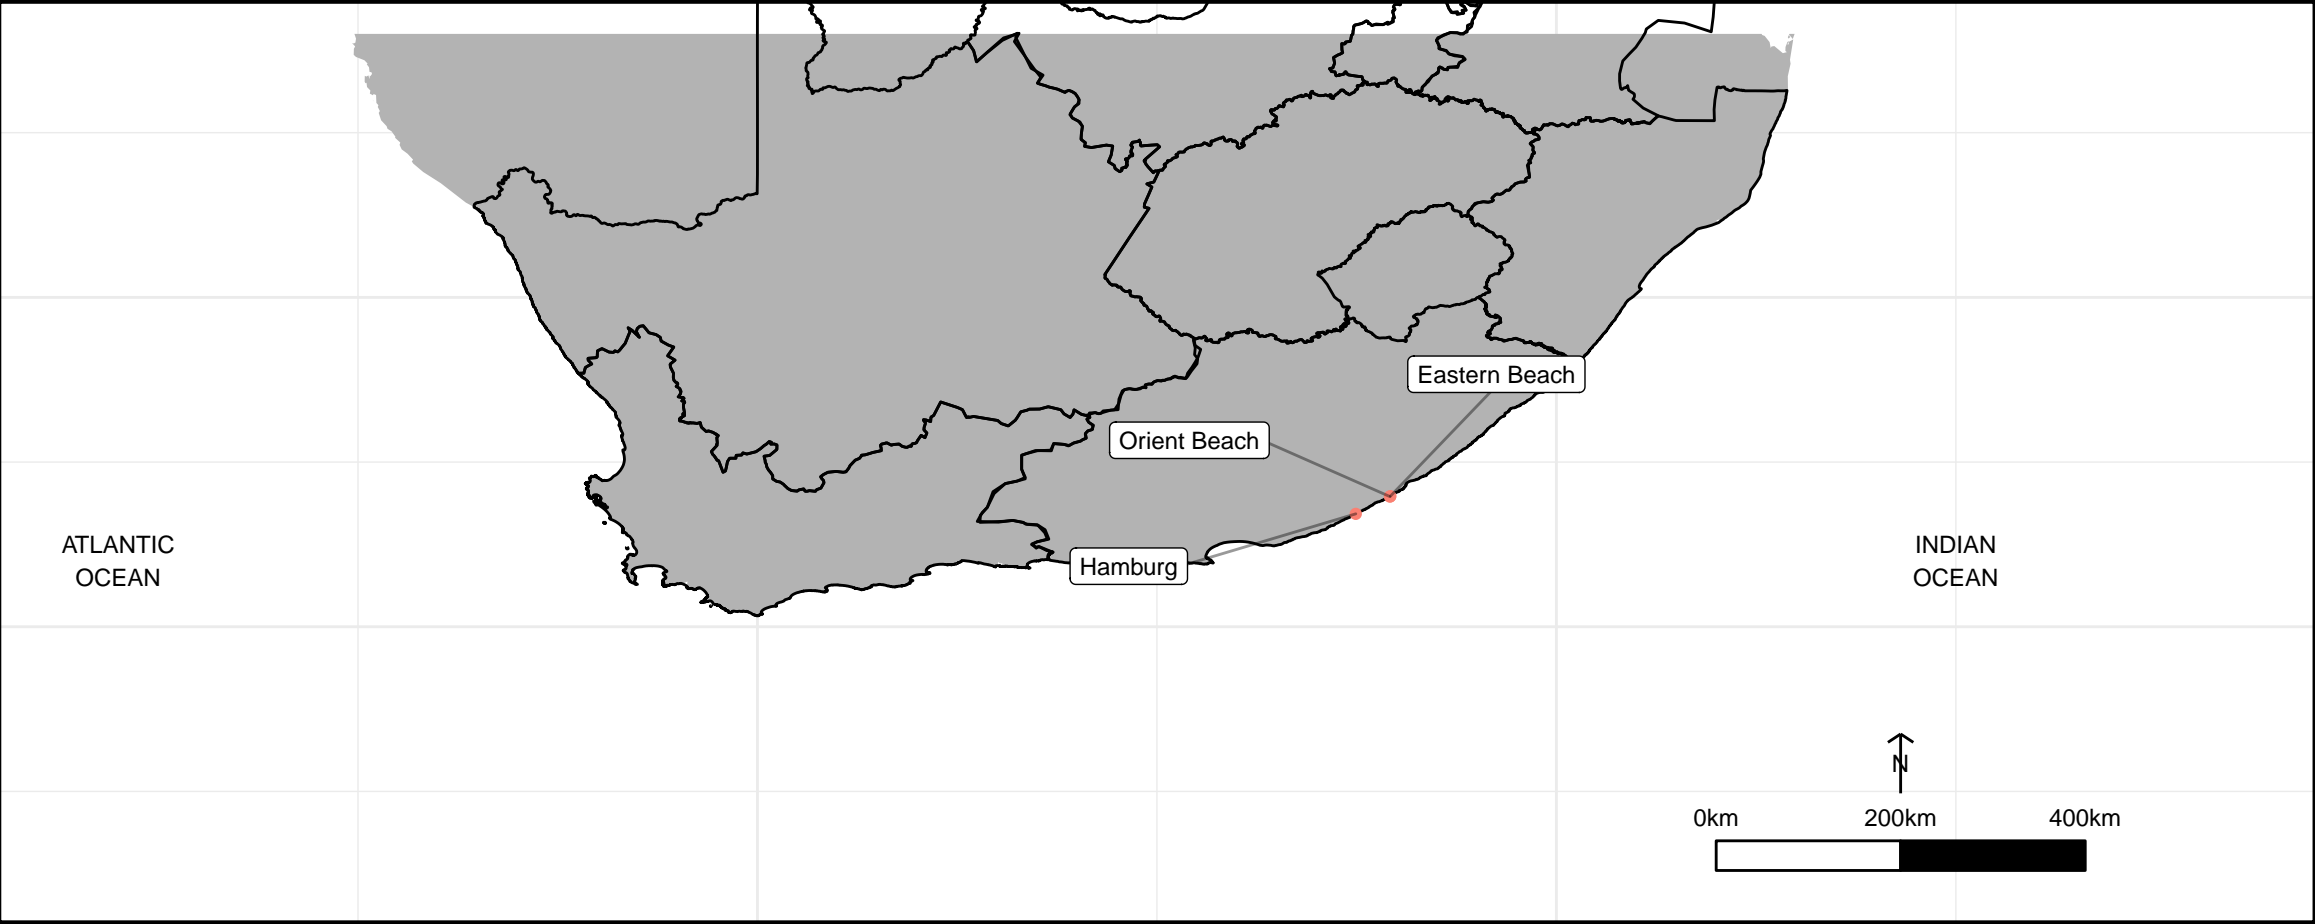 Eastern Beach
Orient Beach
ATLANTIC
OCEAN
Hamburg
INDIAN
OCEAN
N
0km 200km 400km